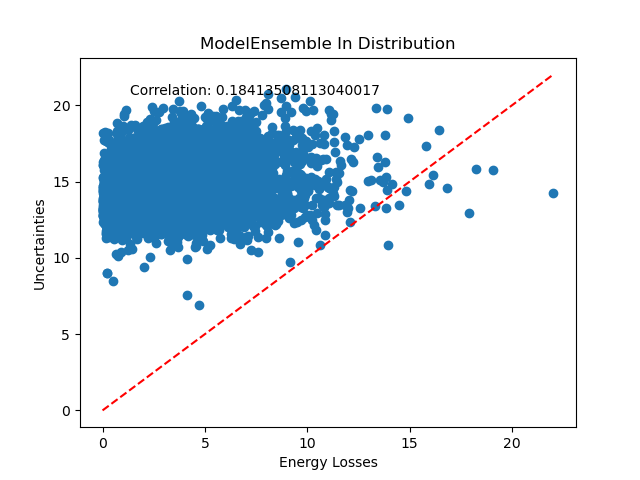 ModelEnsemble In Distribution
Correlation: 0.18413508113040017
20
15
10
5
0
Uncertainties
0 5 10 15 20
Energy Losses